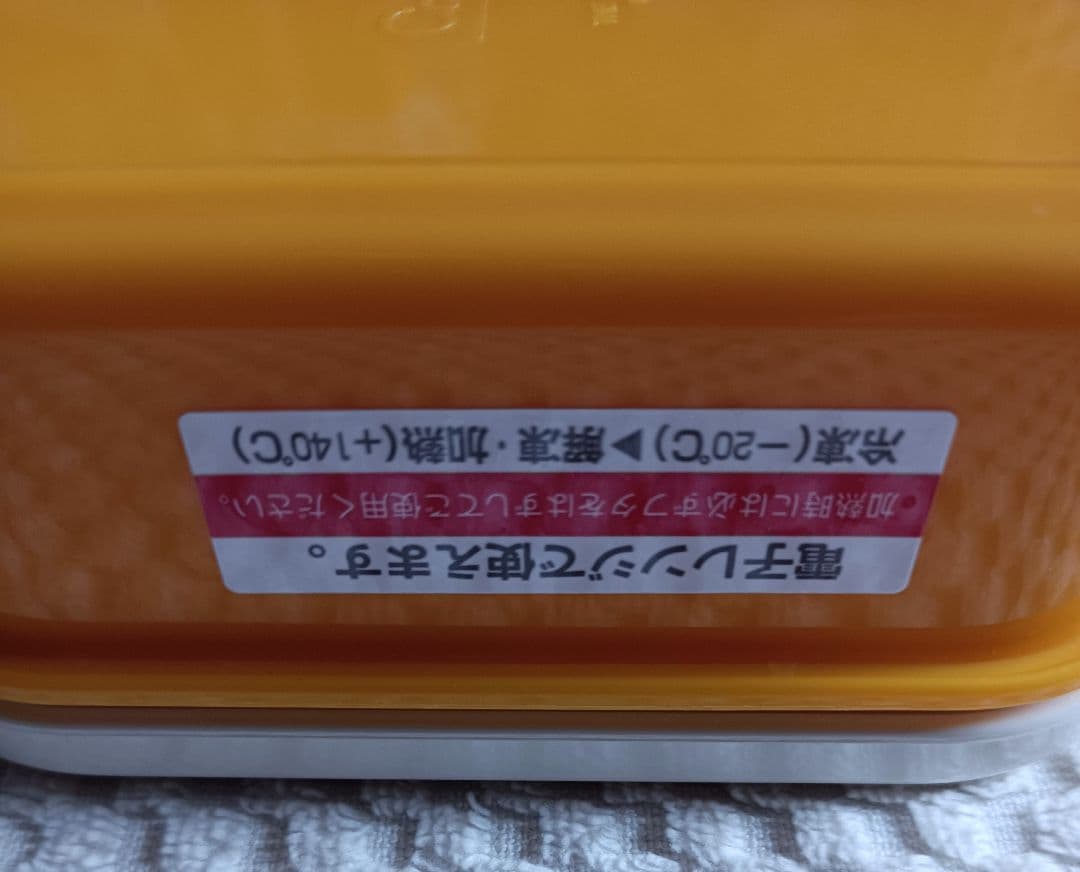 電子レンジで使えます。
●加熱時には必ずフタをはずしてご使用ください。
冷凍(−20℃)▶解凍・加熱(+140℃)